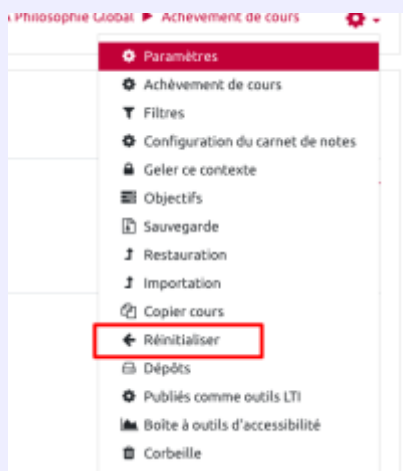 Philosophie Global ► Achèvement de cours
Paramètres
Achèvement de cours
Filtres
Configuration du carnet de notes
Geler ce contexte
Objectifs
Sauvegarde
Restauration
Importation
Copier cours
Réinitialiser
Dépôts
Publiés comme outils LTI
Boîte à outils d'accessibilité
Corbeille